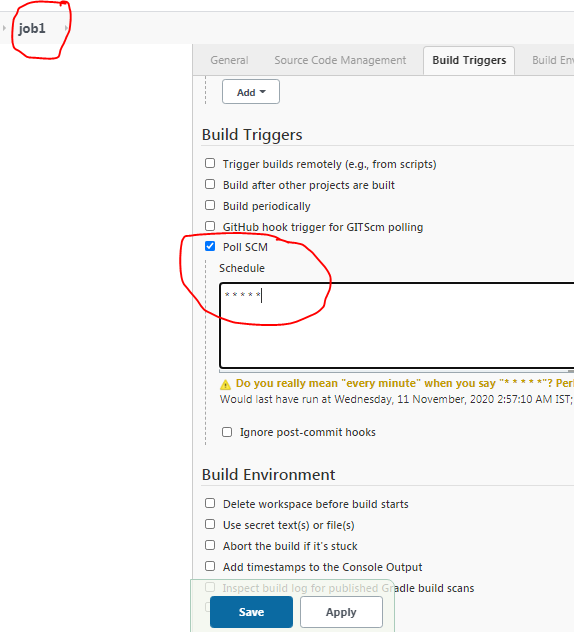 job1
General Source Code Management Build Triggers Build Env
Add
Build Triggers
Trigger builds remotely (e.g., from scripts)
Build after other projects are built
Build periodically
GitHub hook trigger for GITScm polling
Poll SCM
Schedule
* * * * *
Do you really mean "every minute" when you say "* * * * *"? Per
Would last have run at Wednesday, 11 November, 2020 2:57:10 AM IST;
Ignore post-commit hooks
Build Environment
Delete workspace before build starts
Use secret text(s) or file(s)
Abort the build if it's stuck
Add timestamps to the Console Output
Inspect build log for published Gradle build scans
Save Apply